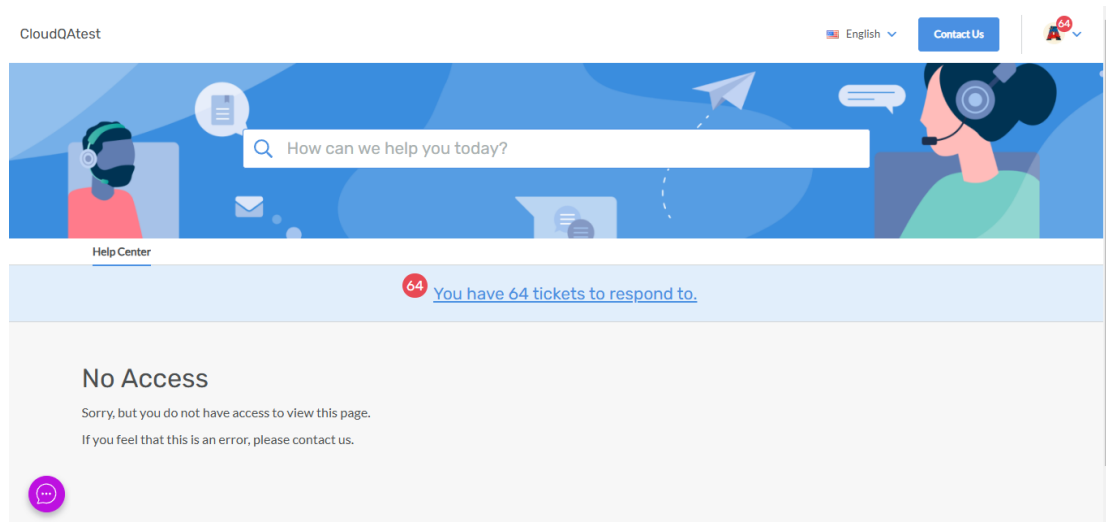 CloudQAtest
English
Contact Us
64
How can we help you today?
Help Center
64
You have 64 tickets to respond to.
No Access
Sorry, but you do not have access to view this page.
If you feel that this is an error, please contact us.